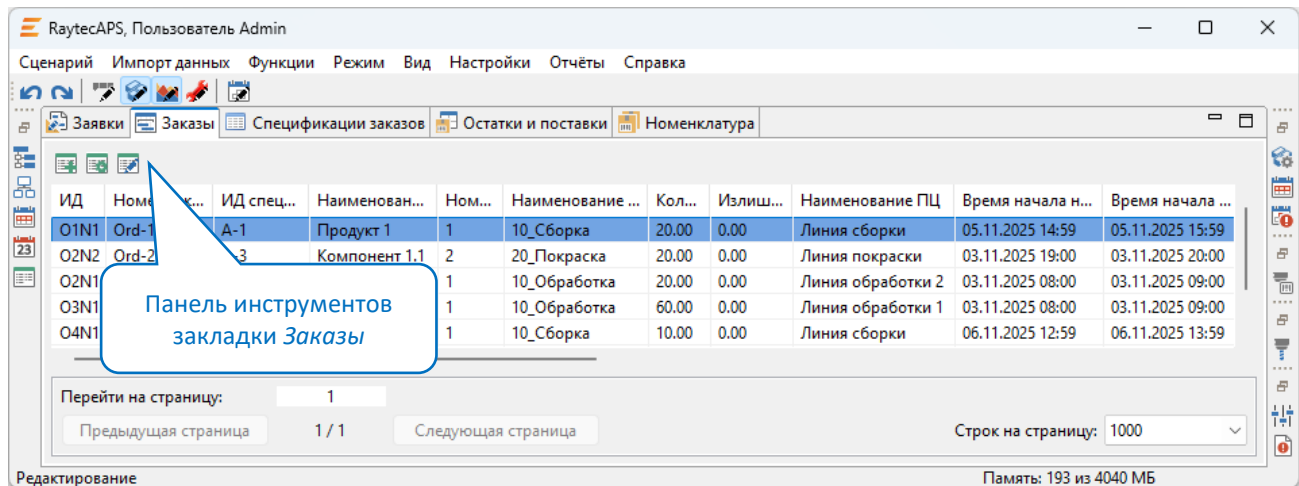 RaytecAPS, Пользователь Admin
Сценарий Импорт данных Функции Режим Вид Настройки Отчёты Справка
Заявки Заказы Спецификации заказов Остатки и поставки Номенклатура
ИД Номе ИД спец... Наименован... Ном... Наименование ... Кол... Излиш... Наименование ПЦ Время начала н... Время начала ...
O1N1 Ord-1 A-1 Продукт 1 1 10_Сборка 20.00 0.00 Линия сборки 05.11.2025 14:59 05.11.2025 15:59
O2N2 Ord-2 -3 Компонент 1.1 2 20_Покраска 20.00 0.00 Линия покраски 03.11.2025 19:00 03.11.2025 20:00
O2N1 1 10_Обработка 20.00 0.00 Линия обработки 2 03.11.2025 08:00 03.11.2025 09:00
O3N1 1 10_Обработка 60.00 0.00 Линия обработки 1 03.11.2025 08:00 03.11.2025 09:00
O4N1 1 10_Сборка 10.00 0.00 Линия сборки 06.11.2025 12:59 06.11.2025 13:59
Панель инструментов
закладки Заказы
Перейти на страницу: 1
Предыдущая страница 1 / 1 Следующая страница Строк на страницу: 1000
Редактирование Память: 193 из 4040 МБ
23